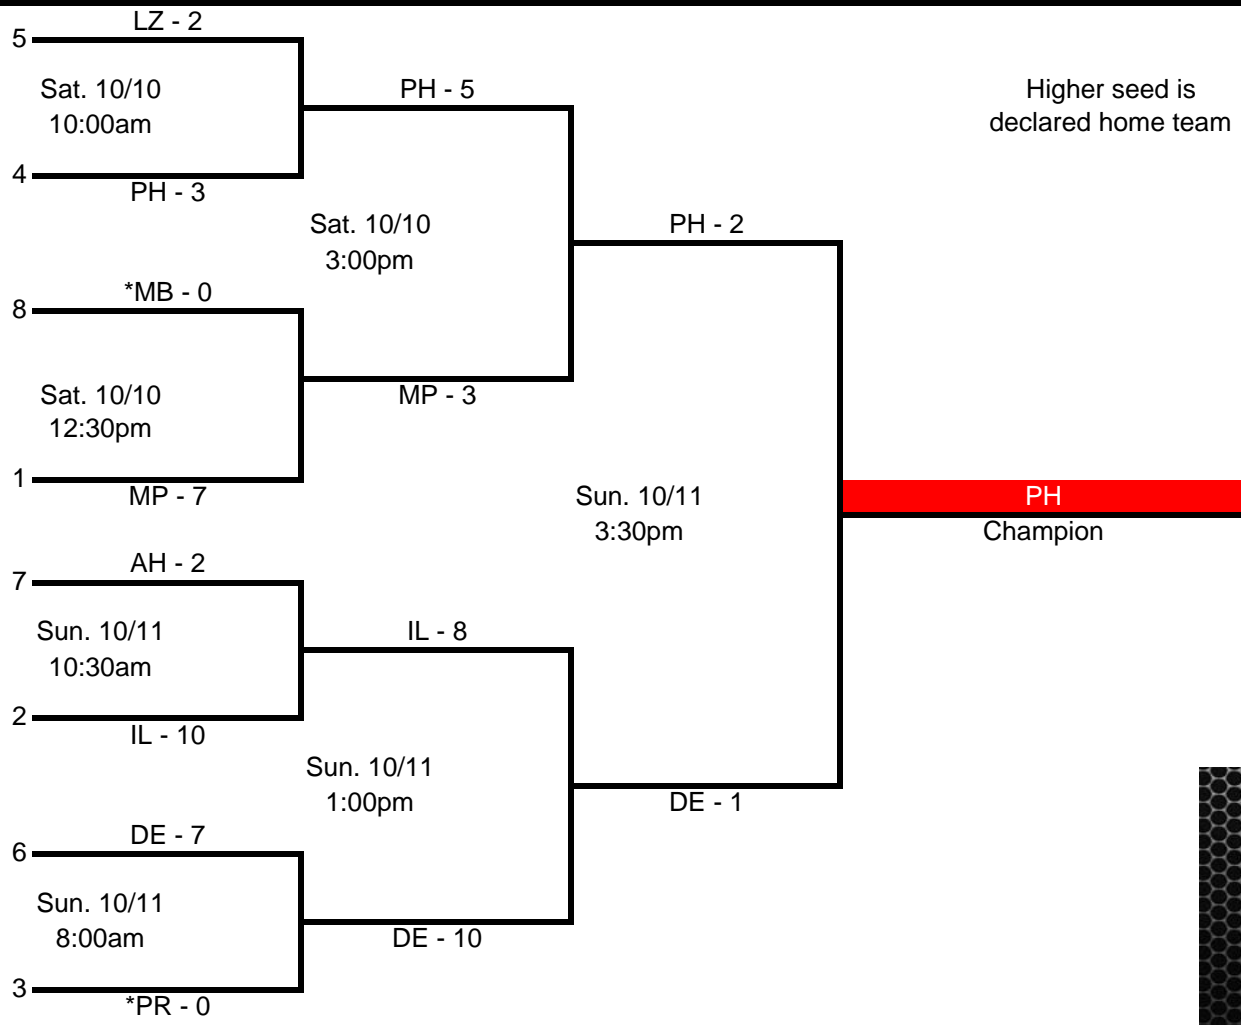 LZ - 2
5
Sat. 10/10
10:00am
4
PH - 3
PH - 5
Higher seed is
declared home team
Sat. 10/10
3:00pm
PH - 2
*MB - 0
8
Sat. 10/10
12:30pm
1
MP - 7
MP - 3
Sun. 10/11
3:30pm
PH
Champion
AH - 2
7
Sun. 10/11
10:30am
2
IL - 10
IL - 8
Sun. 10/11
1:00pm
DE - 1
DE - 7
6
Sun. 10/11
8:00am
3
*PR - 0
DE - 10